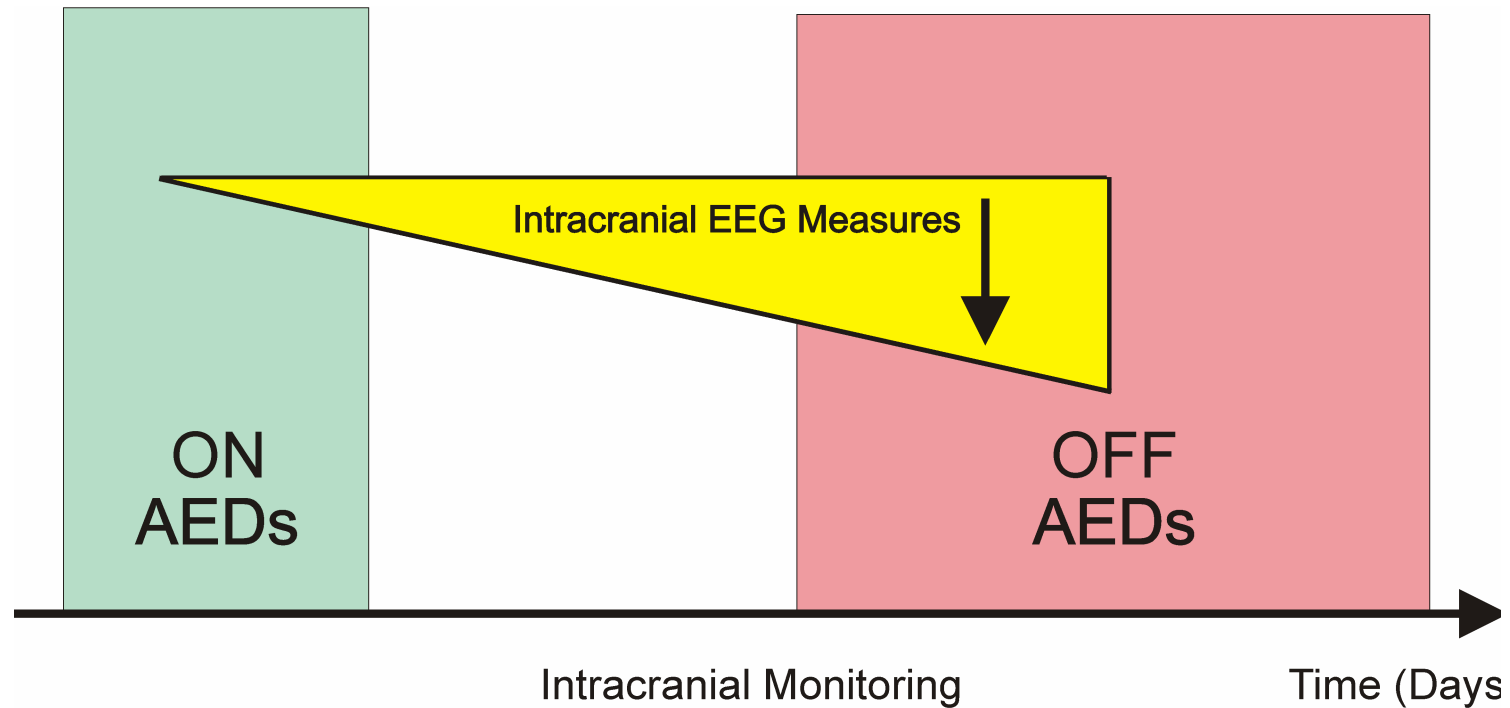 Intracranial EEG Measures
ON
AEDs
OFF
AEDs
Intracranial Monitoring
Time (Days